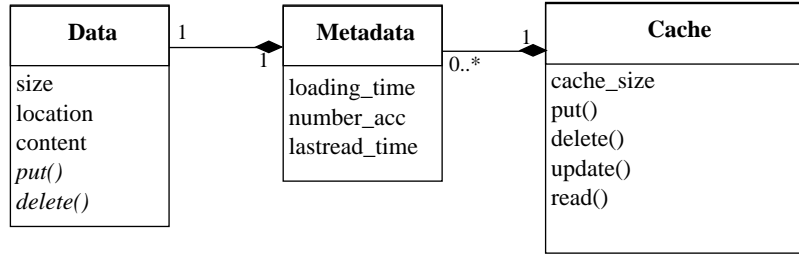 Data
size
location
content
put()
delete()
1
1
Metadata
loading_time
number_acc
lastread_time
0..*
1
Cache
cache_size
put()
delete()
update()
read()